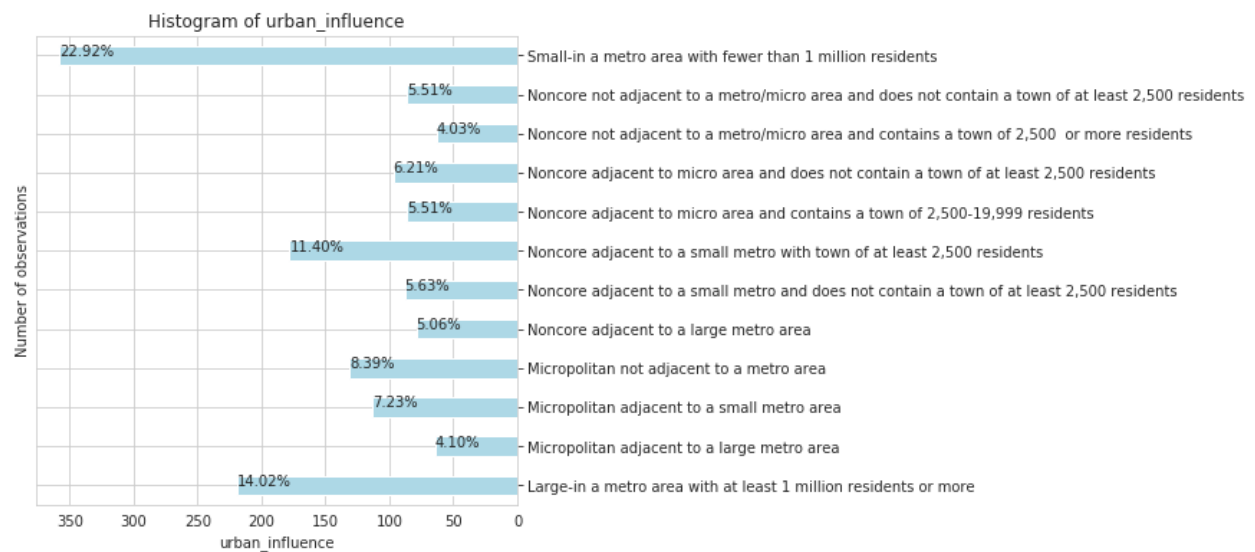 Histogram of urban_influence
22.92% Small-in a metro area with fewer than 1 million residents
5.51% Noncore not adjacent to a metro/micro area and does not contain a town of at least 2,500 residents
4.03% Noncore not adjacent to a metro/micro area and contains a town of 2,500  or more residents
6.21% Noncore adjacent to micro area and does not contain a town of at least 2,500 residents
5.51% Noncore adjacent to micro area and contains a town of 2,500-19,999 residents
11.40% Noncore adjacent to a small metro with town of at least 2,500 residents
5.63% Noncore adjacent to a small metro and does not contain a town of at least 2,500 residents
5.06% Noncore adjacent to a large metro area
8.39% Micropolitan not adjacent to a metro area
7.23% Micropolitan adjacent to a small metro area
4.10% Micropolitan adjacent to a large metro area
14.02% Large-in a metro area with at least 1 million residents or more
Number of observations
350 300 250 200 150 100 50 0
urban_influence